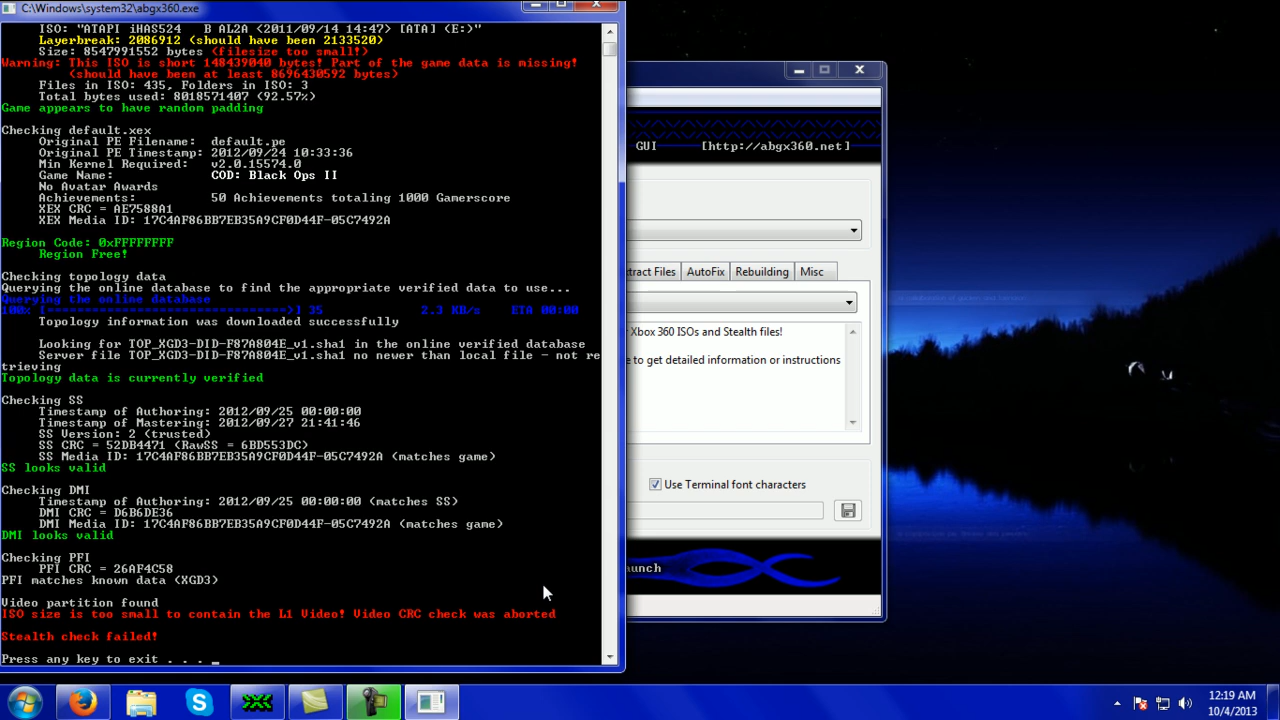 C:\Windows\system32\abgx360.exe
ISO: "ATAPI iHAS524   B AL2A (2011/09/14 14:47) [ATA] (E:)"
Layerbreak: 2086912 (should have been 2133520)
Size: 8547991552 bytes (filesize too small!)
Warning: This ISO is short 148439040 bytes! Part of the game data is missing!
(should have been at least 8696430592 bytes)
Files in ISO: 435, Folders in ISO: 3
Total bytes used: 8018571407 (92.57%)
Game appears to have random padding
Checking default.xex
Original PE Filename:  default.pe
Original PE Timestamp: 2012/09/24 10:33:36
Min Kernel Required:   v2.0.15574.0
Game Name:             COD: Black Ops II
No Avatar Awards
Achievements:          50 Achievements totaling 1000 Gamerscore
XEX CRC = AE7588A1
XEX Media ID: 17C4AF86BB7EB35A9CF0D44F-05C7492A
Region Code: 0xFFFFFFFF
Region Free!
Checking topology data
Querying the online database to find the appropriate verified data to use...
Querying the online database
100% [==============================>] 35             2.3 KB/s    ETA 00:00
Topology information was downloaded successfully
Looking for TOP_XGD3-DID-F87A804E_v1.sha1 in the online verified database
Server file TOP_XGD3-DID-F87A804E_v1.sha1 no newer than local file - not re
trieving
Topology data is currently verified
Checking SS
Timestamp of Authoring: 2012/09/25 00:00:00
Timestamp of Mastering: 2012/09/27 21:41:46
SS Version: 2 (trusted)
SS CRC = 52DB4471 (RawSS = 6BD553DC)
SS Media ID: 17C4AF86BB7EB35A9CF0D44F-05C7492A (matches game)
SS looks valid
Checking DMI
Timestamp of Authoring: 2012/09/25 00:00:00 (matches SS)
DMI CRC = D6B6DE36
DMI Media ID: 17C4AF86BB7EB35A9CF0D44F-05C7492A (matches game)
DMI looks valid
Checking PFI
PFI CRC = 26AF4C58
PFI matches known data (XGD3)
Video partition found
ISO size is too small to contain the L1 Video! Video CRC check was aborted
Stealth check failed!
Press any key to exit . . . _
GUI [http://abgx360.net]
tract Files AutoFix Rebuilding Misc
r Xbox 360 ISOs and Stealth files!
e to get detailed information or instructions
Use Terminal font characters
aunch
12:19 AM
10/4/2013